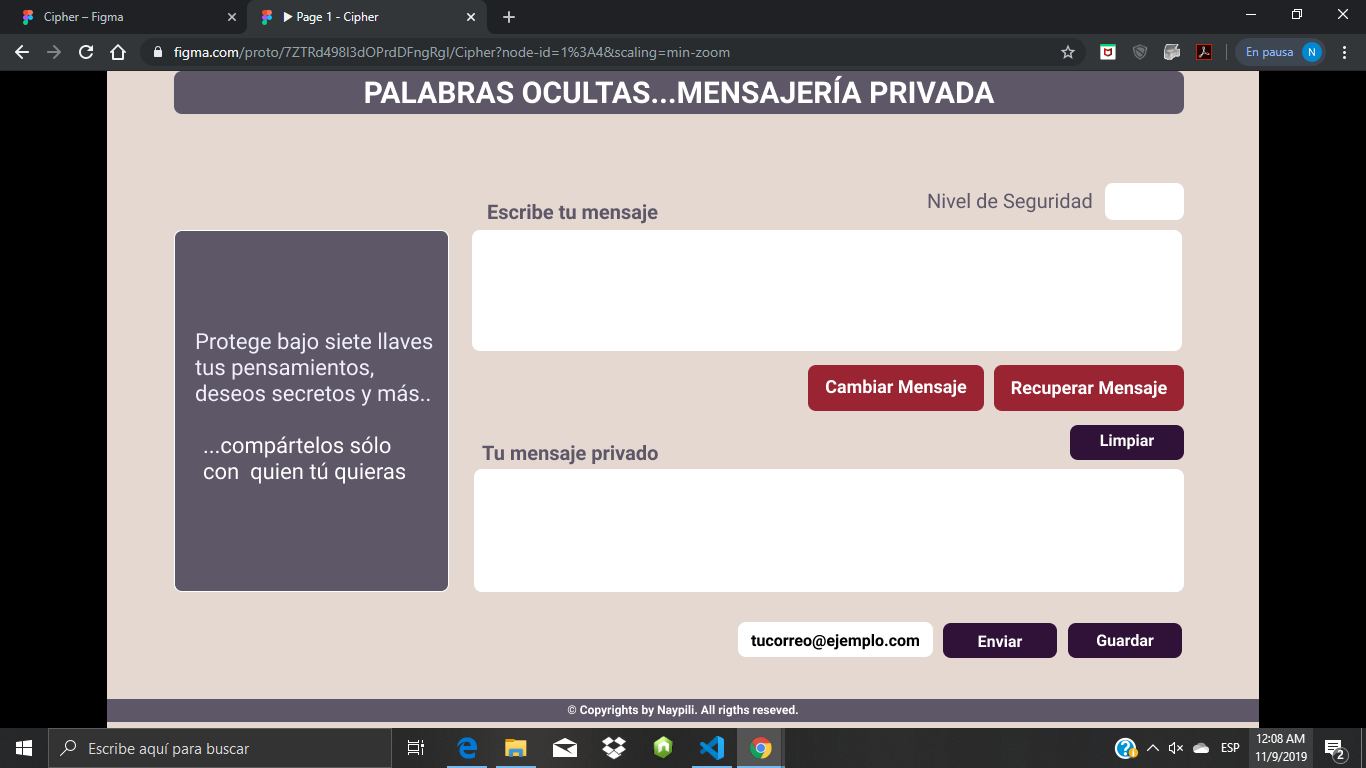 Cipher – Figma
Page 1 - Cipher
figma.com/proto/7ZTRd498I3dOPrdDFngRgI/Cipher?node-id=1%3A4&scaling=min-zoom
En pausa N
PALABRAS OCULTAS...MENSAJERÍA PRIVADA
Nivel de Seguridad
Escribe tu mensaje
Protege bajo siete llaves
tus pensamientos,
deseos secretos y más..
...compártelos sólo
con quien tú quieras
Cambiar Mensaje
Recuperar Mensaje
Limpiar
Tu mensaje privado
tucorreo@ejemplo.com
Enviar
Guardar
© Copyrights by Naypili. All rigths reseved.
Escribe aquí para buscar
ESP
12:08 AM
11/9/2019
2